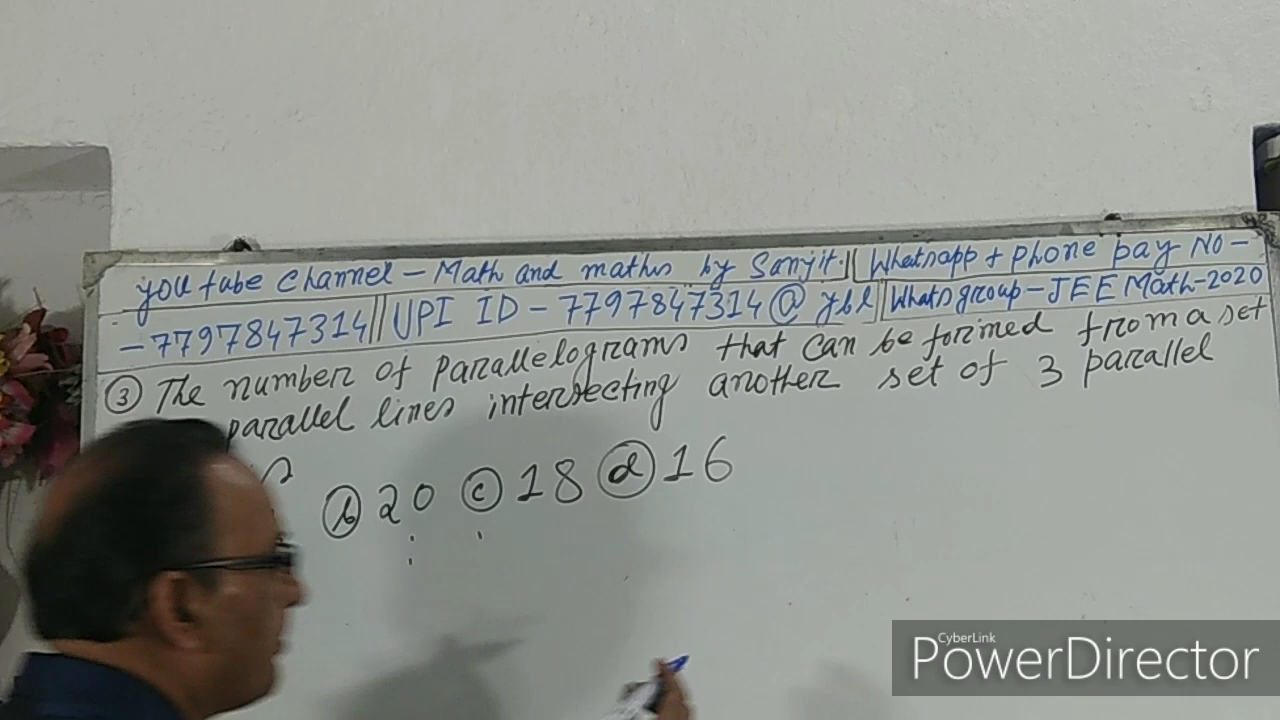 you tube channel - Math and maths by Sanjit || Whatsapp + phone pay No -
- 7797847314 || UPI ID - 7797847314 @ ybl || Whats group - JEE Math - 2020
③ The number of parallelograms that can be formed from a set
parallel lines intersecting another set of 3 parallel
ⓑ 20 ⓒ 18 ⓓ 16
CyberLink
PowerDirector